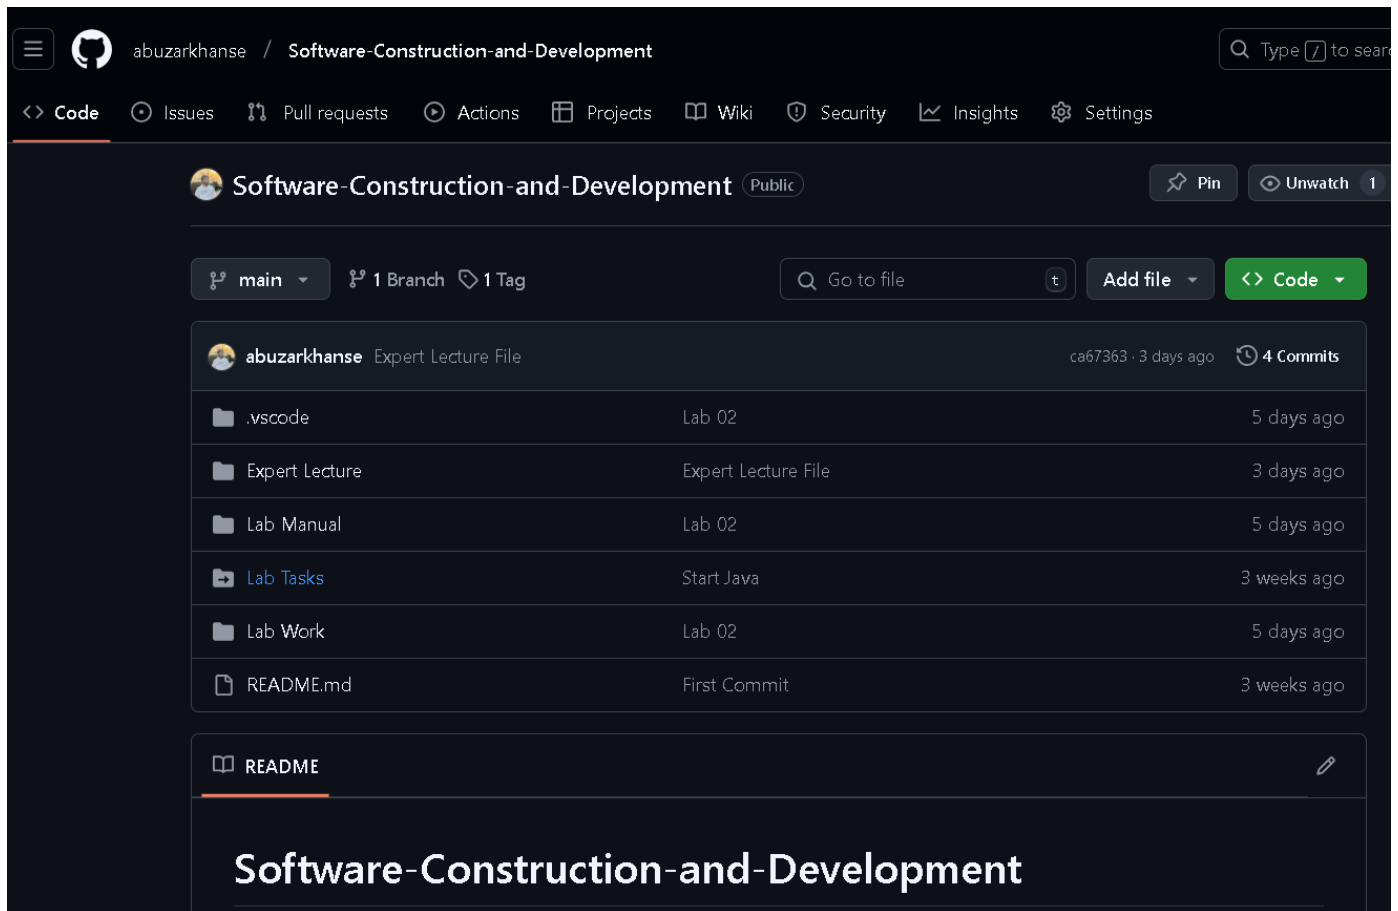 abuzarkhanse / Software-Construction-and-Development
Type / to sear
<> Code Issues Pull requests Actions Projects Wiki Security Insights Settings
Software-Construction-and-Development Public
Pin Unwatch 1
main 1 Branch 1 Tag Go to file t Add file <> Code
abuzarkhanse Expert Lecture File ca67363 · 3 days ago 4 Commits
.vscode Lab 02 5 days ago
Expert Lecture Expert Lecture File 3 days ago
Lab Manual Lab 02 5 days ago
Lab Tasks Start Java 3 weeks ago
Lab Work Lab 02 5 days ago
README.md First Commit 3 weeks ago
README
Software-Construction-and-Development